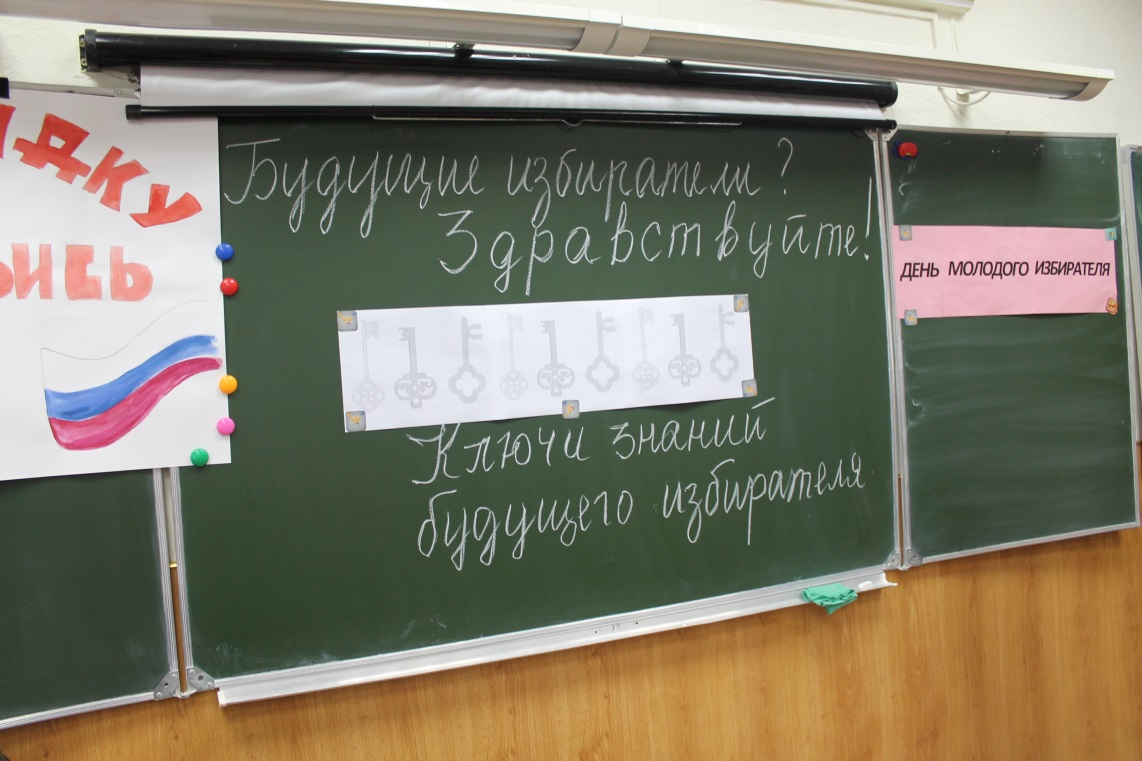 Будущие избиратели?
Здравствуйте!
Ключи знаний
будущего избирателя
ДЕНЬ МОЛОДОГО ИЗБИРАТЕЛЯ